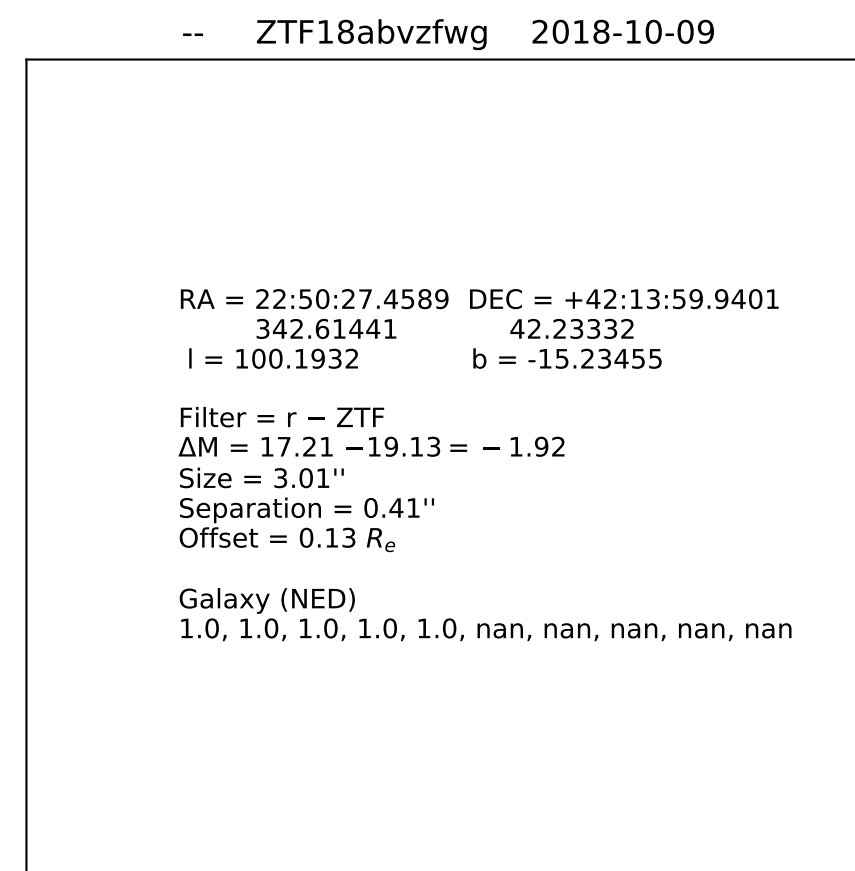 -- ZTF18abvzfwg 2018-10-09
RA = 22:50:27.4589 DEC = +42:13:59.9401
342.61441 42.23332
l = 100.1932 b = -15.23455
Filter = r − ZTF
ΔM = 17.21 −19.13 = − 1.92
Size = 3.01''
Separation = 0.41''
Offset = 0.13 Rₑ
Galaxy (NED)
1.0, 1.0, 1.0, 1.0, 1.0, nan, nan, nan, nan, nan